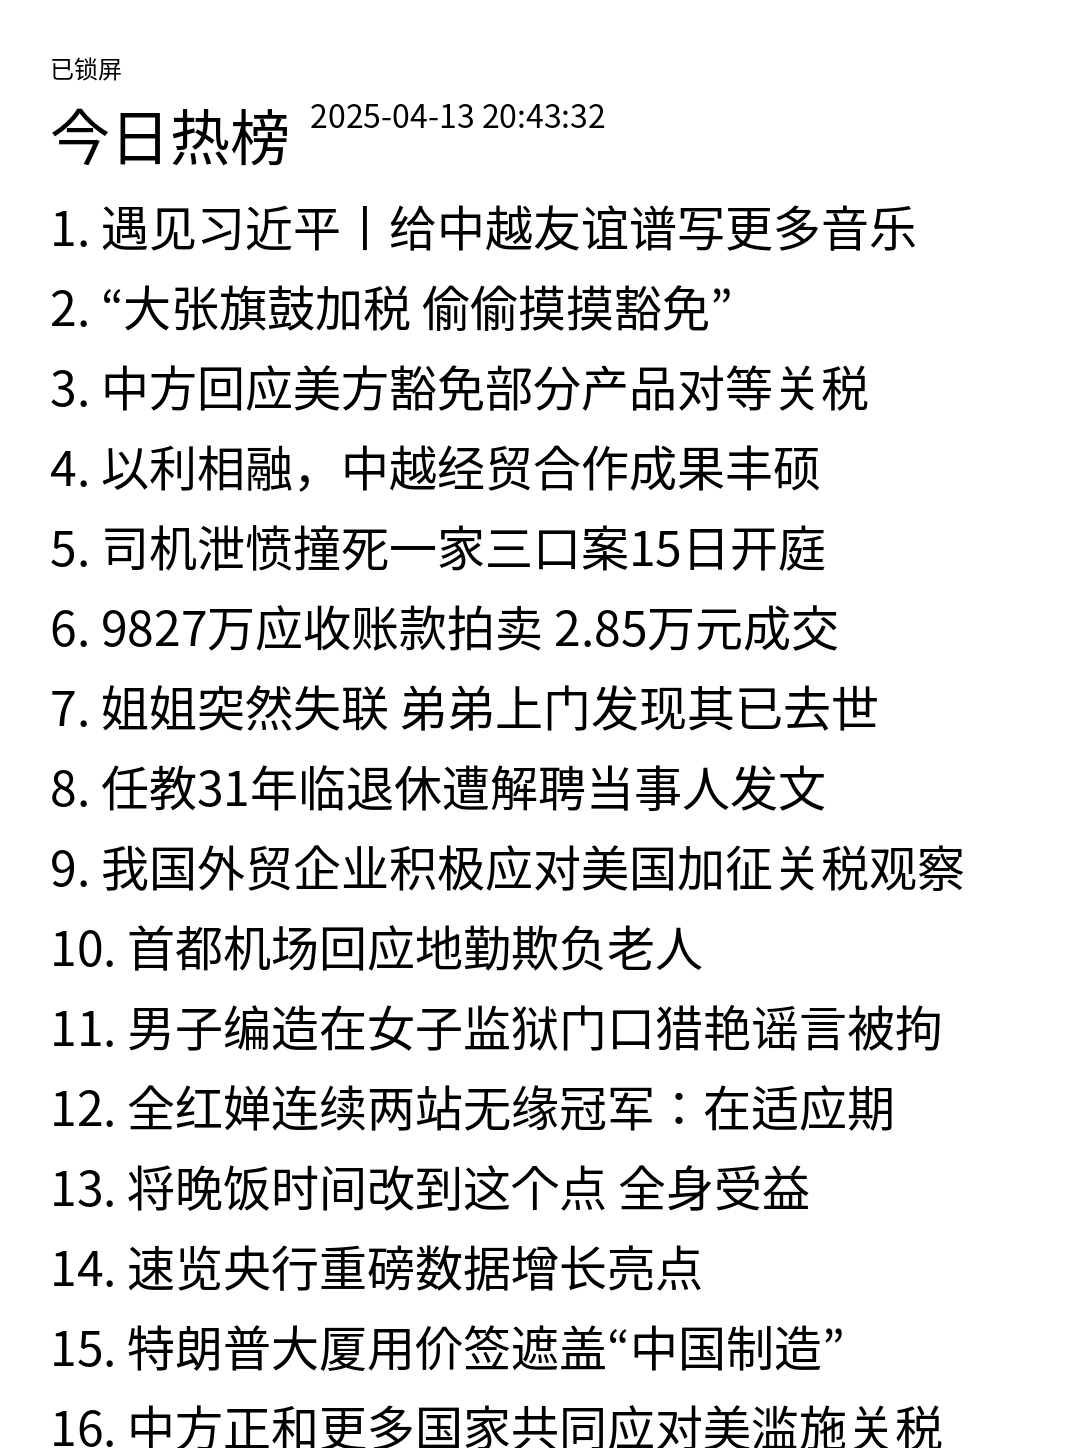 已锁屏
今日热榜 2025-04-13 20:43:32
1. 遇见习近平丨给中越友谊谱写更多音乐
2. “大张旗鼓加税 偷偷摸摸豁免”
3. 中方回应美方豁免部分产品对等关税
4. 以利相融，中越经贸合作成果丰硕
5. 司机泄愤撞死一家三口案15日开庭
6. 9827万应收账款拍卖 2.85万元成交
7. 姐姐突然失联 弟弟上门发现其已去世
8. 任教31年临退休遭解聘当事人发文
9. 我国外贸企业积极应对美国加征关税观察
10. 首都机场回应地勤欺负老人
11. 男子编造在女子监狱门口猎艳谣言被拘
12. 全红婵连续两站无缘冠军：在适应期
13. 将晚饭时间改到这个点 全身受益
14. 速览央行重磅数据增长亮点
15. 特朗普大厦用价签遮盖“中国制造”
16. 中方正和更多国家共同应对美滥施关税